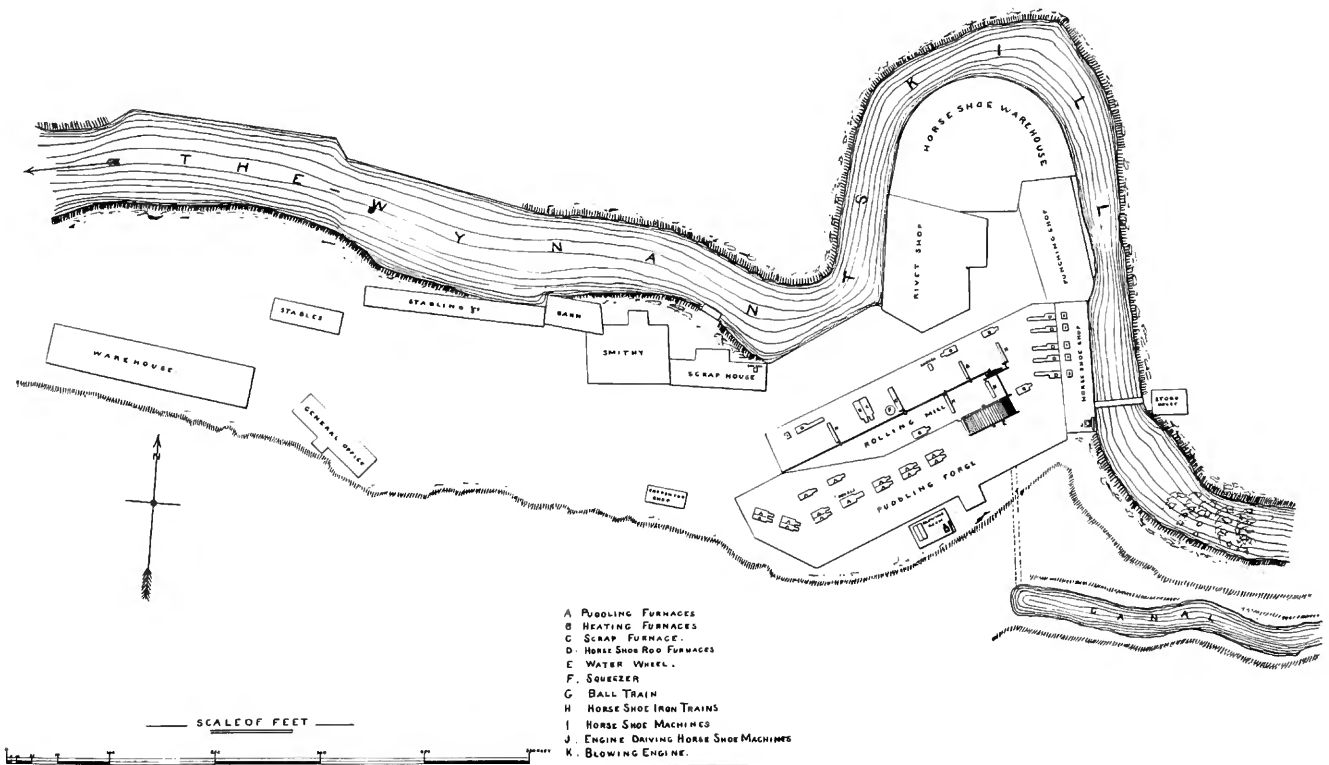 THE - WYNANTSKILL
HORSE SHOE WAREHOUSE
RIVET SHOP
PUNCHING SHOP
HORSE SHOE SHOP
STORE HOUSE
STABLES
STABLING &C
BARN
SMITHY
SCRAP HOUSE
WAREHOUSE.
GENERAL OFFICE
CARPENTER SHOP
ROLLING MILL
PUDDLING FORGE
CANAL
A PUDDLING FURNACES
B HEATING FURNACES
C SCRAP FURNACE.
D. HORSE SHOE ROD FURNACES
E WATER WHEEL.
F. SQUEEZER
G BALL TRAIN
H HORSE SHOE IRON TRAINS
I HORSE SHOE MACHINES
J. ENGINE DRIVING HORSE SHOE MACHINES
K. BLOWING ENGINE.
SCALE OF FEET